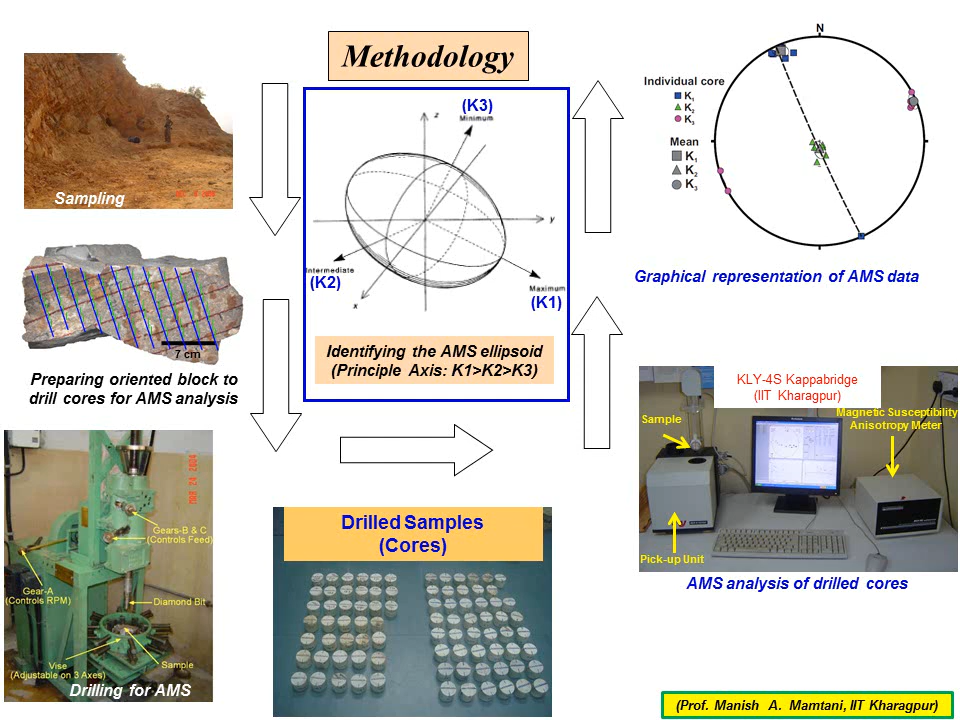 Methodology
Sampling
7 cm
Preparing oriented block to
drill cores for AMS analysis
MAR 20 2004
Gears-B & C
(Controls Feed)
Gear-A
(Controls RPM)
Diamond Bit
Vise
(Adjustable on 3 Axes)
Sample
Drilling for AMS
(K3)
z
Minimum
y
Intermediate
(K2)
x
Maximum
(K1)
Identifying the AMS ellipsoid
(Principle Axis: K1>K2>K3)
Drilled Samples
(Cores)
N
Individual core
K1
K2
K3
Mean
K1
K2
K3
Graphical representation of AMS data
KLY-4S Kappabridge
(IIT Kharagpur)
Sample
Magnetic Susceptibility
Anisotropy Meter
Pick-up Unit
AMS analysis of drilled cores
(Prof. Manish A. Mamtani, IIT Kharagpur)